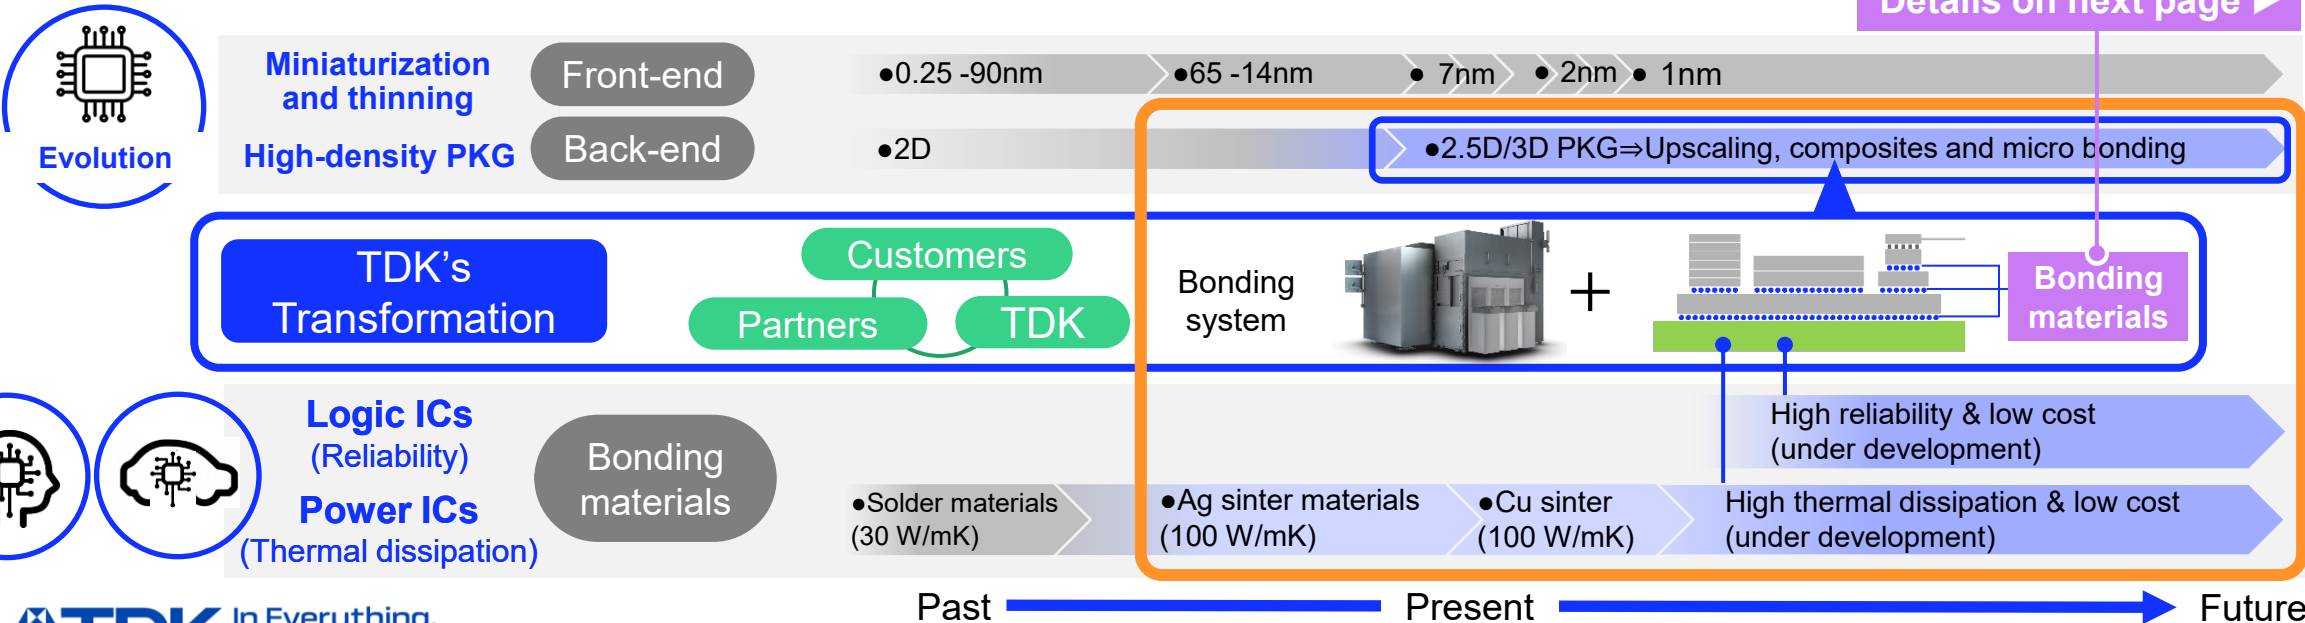 Details on next page ▶
Miniaturization
and thinning
Front-end
●0.25 -90nm
●65 -14nm
● 7nm
● 2nm
● 1nm
Evolution
High-density PKG
Back-end
●2D
●2.5D/3D PKG⇒Upscaling, composites and micro bonding
TDK's
Transformation
Customers
Partners
TDK
Bonding
system
+
Bonding
materials
Logic ICs
(Reliability)
Power ICs
(Thermal dissipation)
Bonding
materials
High reliability & low cost
(under development)
●Solder materials
(30 W/mK)
●Ag sinter materials
(100 W/mK)
●Cu sinter
(100 W/mK)
High thermal dissipation & low cost
(under development)
Past
Present
Future
TDK In Everything,